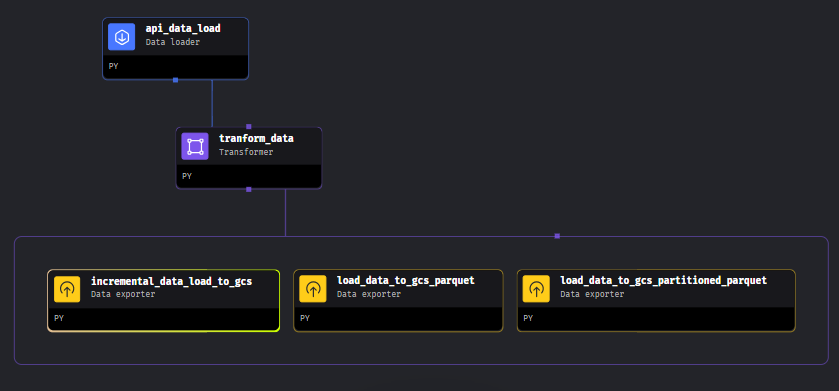 api_data_load
Data loader
PY
tranform_data
Transformer
PY
incremental_data_load_to_gcs
Data exporter
PY
load_data_to_gcs_parquet
Data exporter
PY
load_data_to_gcs_partitioned_parquet
Data exporter
PY